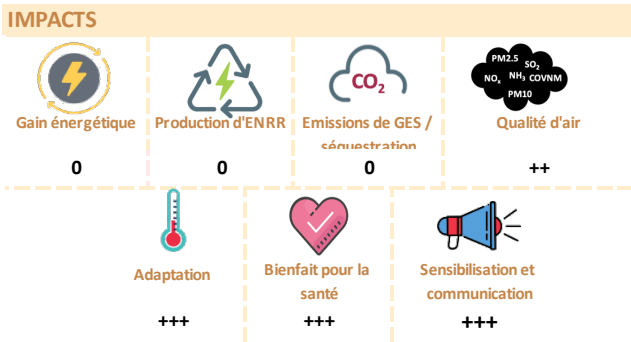 IMPACTS
CO₂
PM2.5 SO₂
NOₓ NH₃ COVNM
PM10
Gain énergétique Production d'ENRR Emissions de GES / Qualité d'air
séquestration
0 0 0 ++
Adaptation Bienfait pour la Sensibilisation et
santé communication
+++ +++ +++